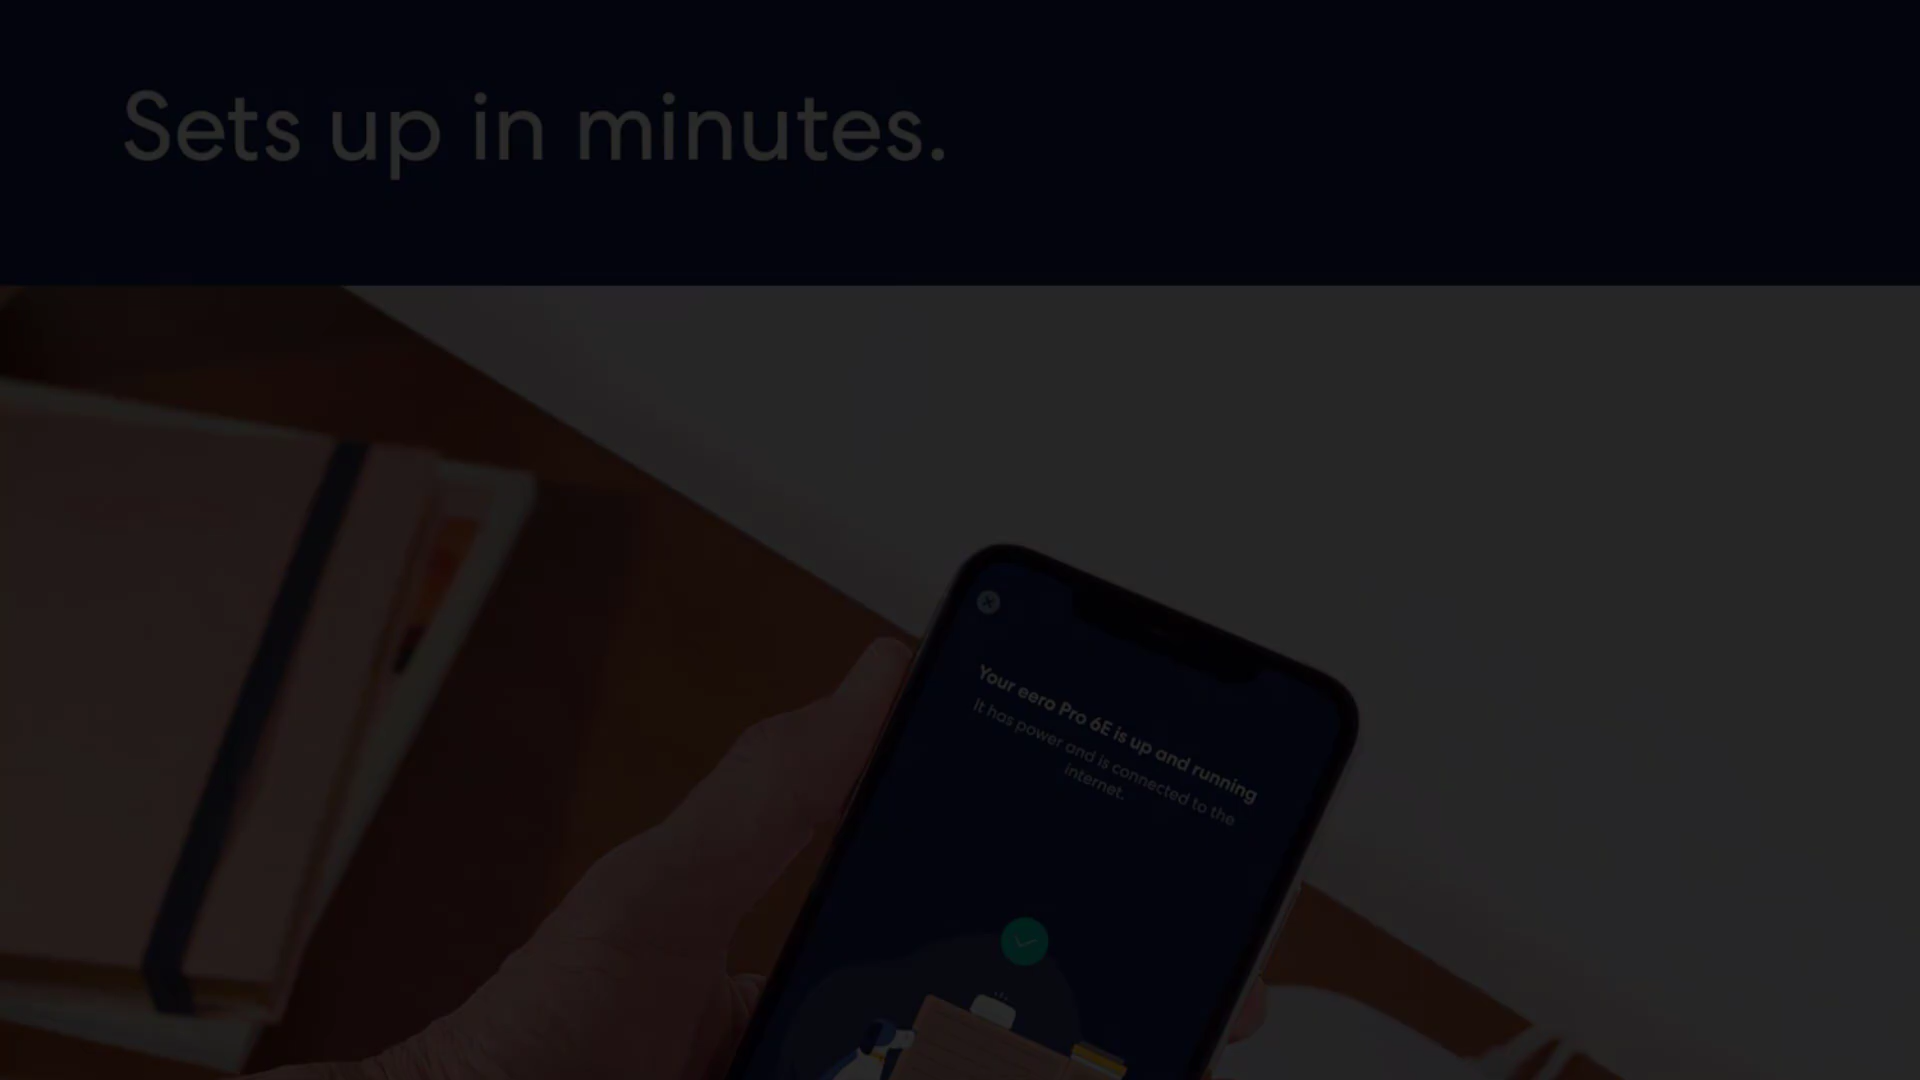 Sets up in minutes.
Your eero Pro 6E is up and running
It has power and is connected to the
internet.